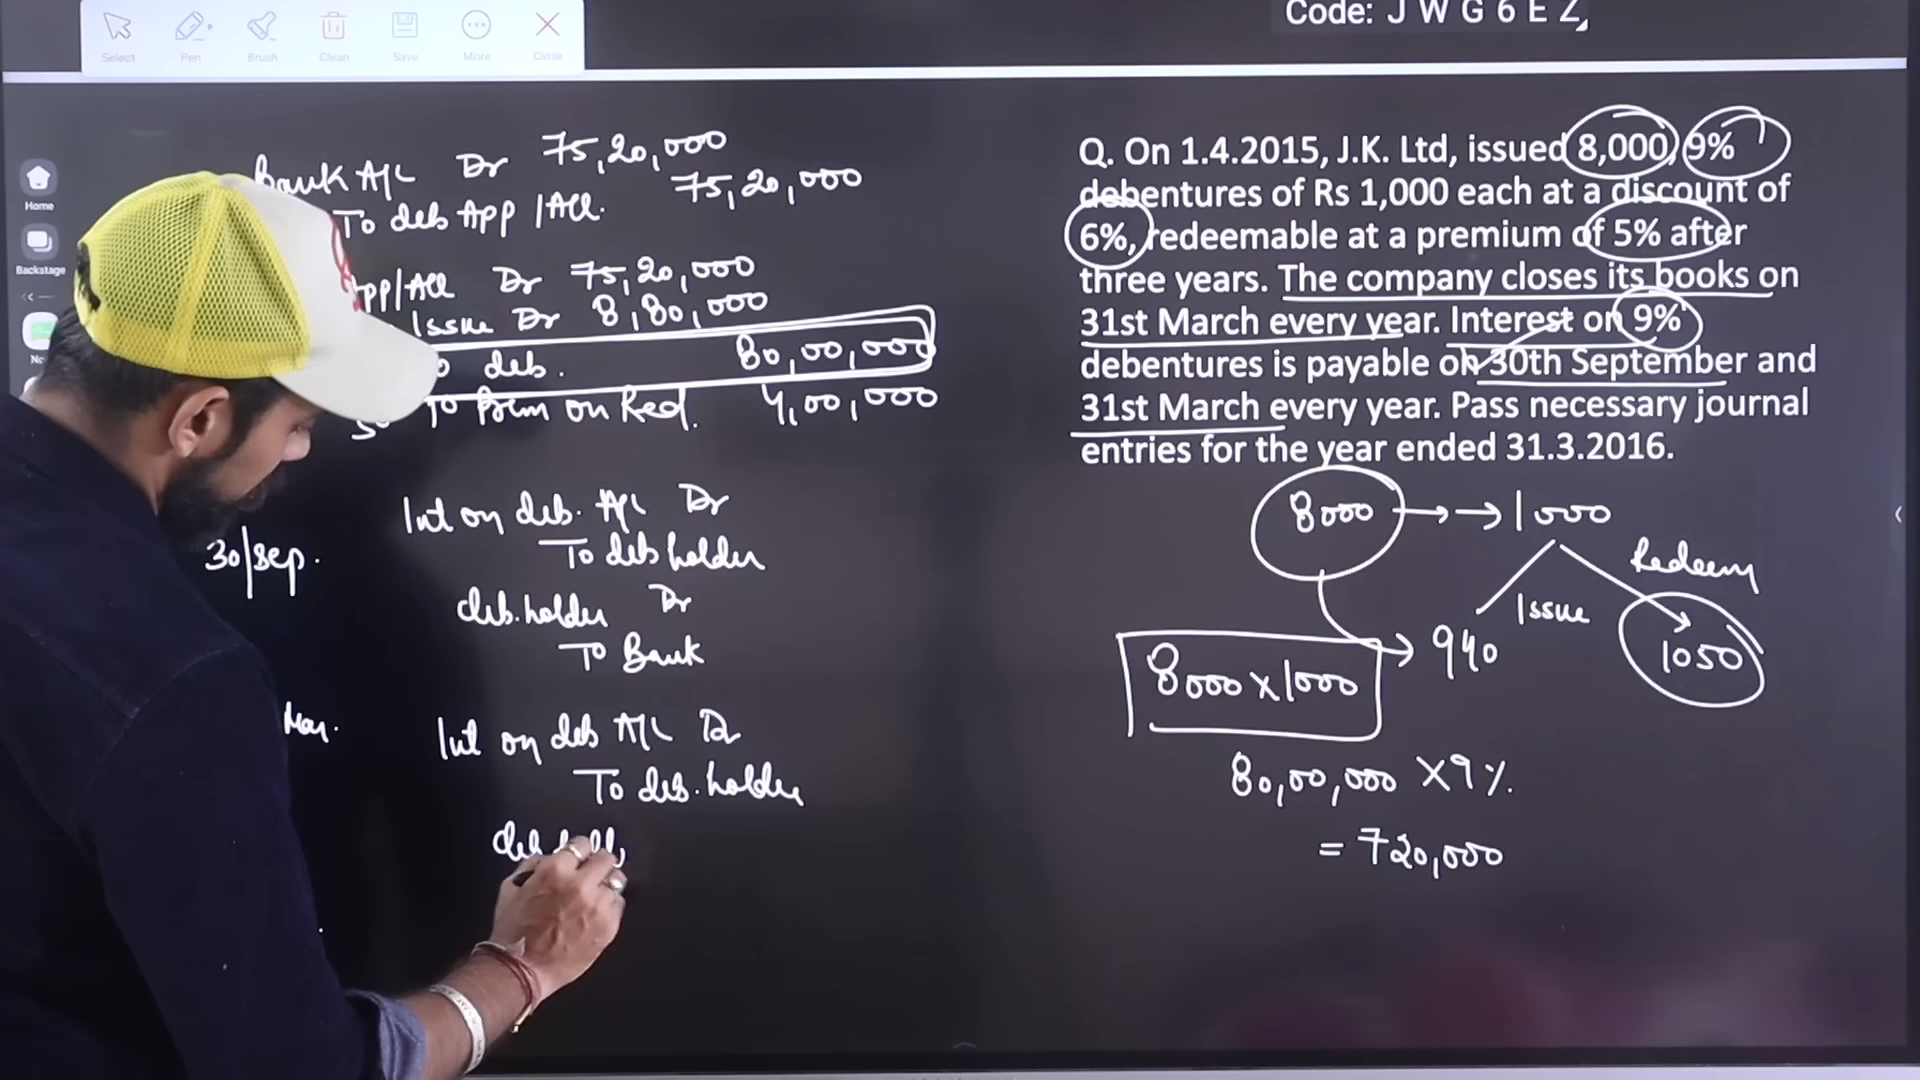 Code: J W G 6 E Z
Select Pen Brush Clean Save More Close
Home
Backstage
Bank A/c Dr 75,20,000
To deb App/All. 75,20,000
App/All Dr 75,20,000
Issue Dr 8,80,000
To deb. 80,00,000
To Prem on Red. 4,00,000
30/Sep.
Int on deb. A/c Dr
To debholder
deb.holder Dr
To Bank
Mar.
Int on deb A/c Dr
To deb.holder
Q. On 1.4.2015, J.K. Ltd, issued 8,000, 9%
debentures of Rs 1,000 each at a discount of
6%, redeemable at a premium of 5% after
three years. The company closes its books on
31st March every year. Interest on 9%
debentures is payable on 30th September and
31st March every year. Pass necessary journal
entries for the year ended 31.3.2016.
8000 →→ 1000
Redeem
Issue
940
1050
8000 x 1000
80,00,000 x 9%.
= 720,000